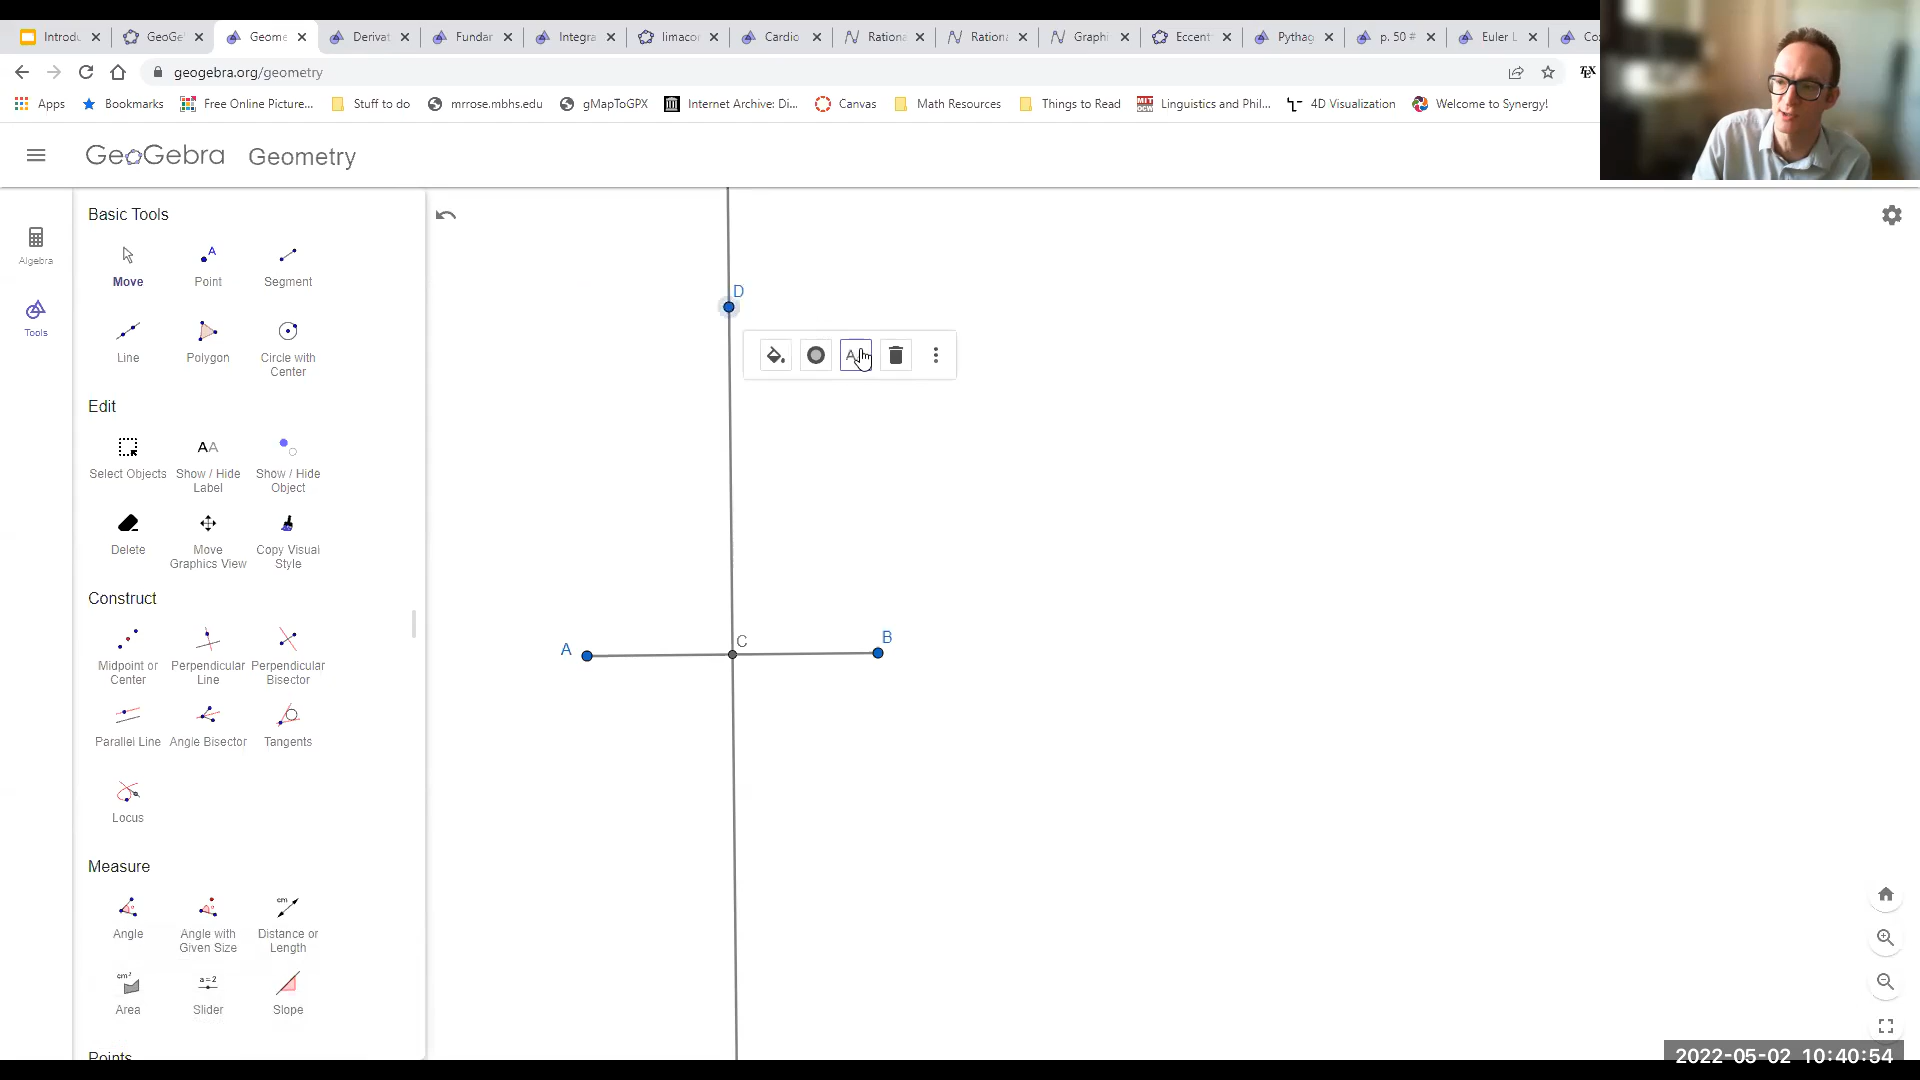 Introdu GeoGe Geome Derivat Fundar Integra limacor Cardio Rationa Rationa Graphi Eccent Pythag p. 50 # Euler L Co
geogebra.org/geometry
Apps Bookmarks Free Online Picture... Stuff to do mrrose.mbhs.edu gMapToGPX Internet Archive: Di... Canvas Math Resources Things to Read Linguistics and Phil... 4D Visualization Welcome to Synergy!
GeoGebra Geometry
Algebra
Tools
Basic Tools
Move Point Segment
Line Polygon Circle with Center
Edit
Select Objects Show / Hide Label Show / Hide Object
Delete Move Graphics View Copy Visual Style
Construct
Midpoint or Center Perpendicular Line Perpendicular Bisector
Parallel Line Angle Bisector Tangents
Locus
Measure
Angle Angle with Given Size Distance or Length
Area Slider Slope
Points
D
A
C
B
2022-05-02 10:40:54